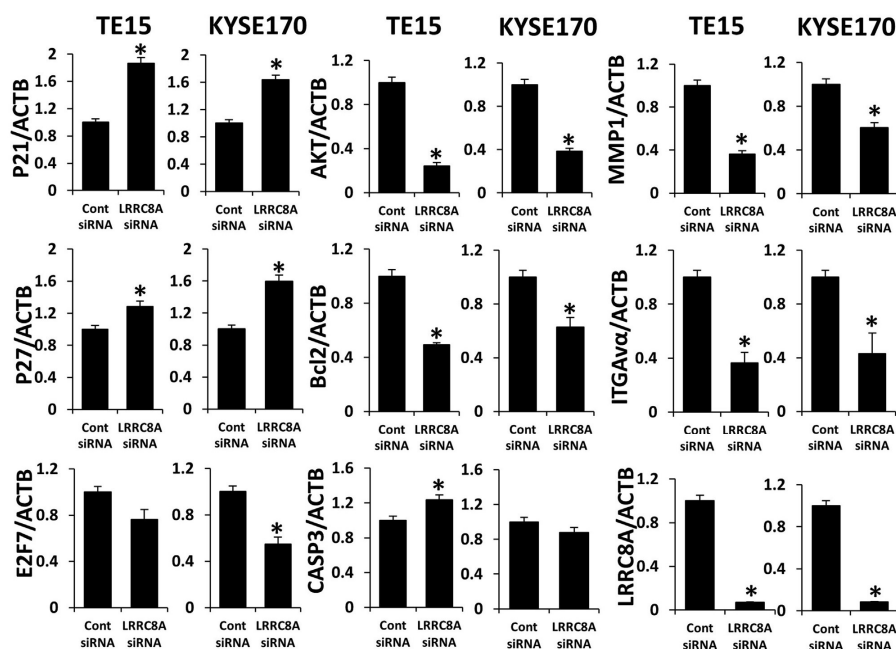 TE15
KYSE170
TE15
KYSE170
TE15
KYSE170
P21/ACTB
2
1.6
1.2
0.8
0.4
0
*
Cont
siRNA
LRRC8A
siRNA
2
1.6
1.2
0.8
0.4
0
*
Cont
siRNA
LRRC8A
siRNA
AKT/ACTB
1.2
0.8
0.4
0
*
Cont
siRNA
LRRC8A
siRNA
1.2
0.8
0.4
0
*
Cont
siRNA
LRRC8A
siRNA
MMP1/ACTB
1.2
0.8
0.4
0
*
Cont
siRNA
LRRC8A
siRNA
1.2
0.8
0.4
0
*
Cont
siRNA
LRRC8A
siRNA
P27/ACTB
2
1.6
1.2
0.8
0.4
0
*
Cont
siRNA
LRRC8A
siRNA
2
1.6
1.2
0.8
0.4
0
*
Cont
siRNA
LRRC8A
siRNA
Bcl2/ACTB
1.2
0.8
0.4
0
*
Cont
siRNA
LRRC8A
siRNA
1.2
0.8
0.4
0
*
Cont
siRNA
LRRC8A
siRNA
ITGAvα/ACTB
1.2
0.8
0.4
0
*
Cont
siRNA
LRRC8A
siRNA
1.2
0.8
0.4
0
*
Cont
siRNA
LRRC8A
siRNA
E2F7/ACTB
1.2
0.8
0.4
0
Cont
siRNA
LRRC8A
siRNA
1.2
0.8
0.4
0
*
Cont
siRNA
LRRC8A
siRNA
CASP3/ACTB
1.6
1.2
0.8
0.4
0
*
Cont
siRNA
LRRC8A
siRNA
1.6
1.2
0.8
0.4
0
Cont
siRNA
LRRC8A
siRNA
LRRC8A/ACTB
1.2
0.8
0.4
0
*
Cont
siRNA
LRRC8A
siRNA
1.2
0.8
0.4
0
*
Cont
siRNA
LRRC8A
siRNA